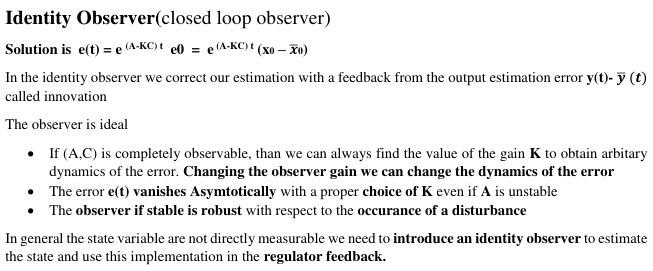 Identity Observer(closed loop observer)
Solution is e(t) = e (A-KC) t e0 = e (A-KC) t (x₀ – x̅₀)
In the identity observer we correct our estimation with a feedback from the output estimation error y(t)- y̅ (t)
called innovation
The observer is ideal
• If (A,C) is completely observable, than we can always find the value of the gain K to obtain arbitary
dynamics of the error. Changing the observer gain we can change the dynamics of the error
• The error e(t) vanishes Asymtotically with a proper choice of K even if A is unstable
• The observer if stable is robust with respect to the occurance of a disturbance
In general the state variable are not directly measurable we need to introduce an identity observer to estimate
the state and use this implementation in the regulator feedback.